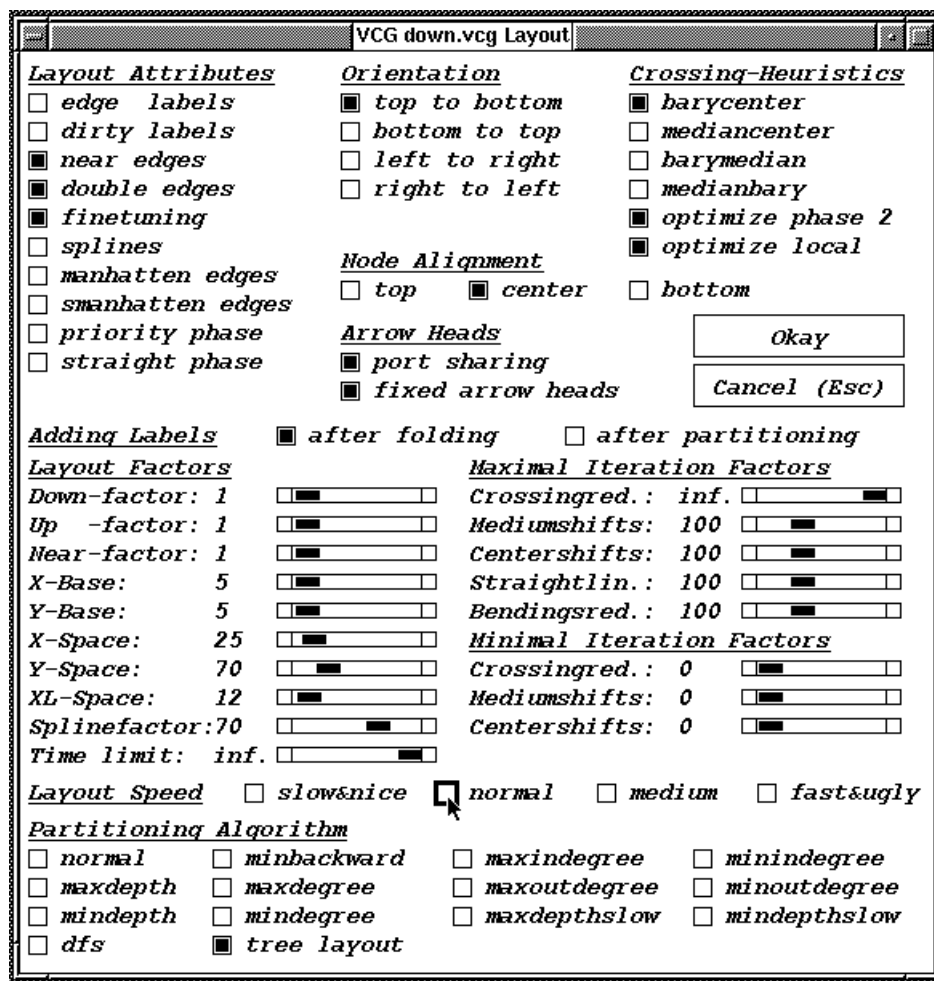 VCG down.vcg Layout
Layout Attributes Orientation Crossing-Heuristics
edge labels top to bottom barycenter
dirty labels bottom to top mediancenter
near edges left to right barymedian
double edges right to left medianbary
finetuning optimize phase 2
splines optimize local
Node Alignment
manhatten edges
top center bottom
smanhatten edges
priority phase Arrow Heads Okay
straight phase port sharing
fixed arrow heads Cancel (Esc)
Adding Labels after folding after partitioning
Layout Factors Maximal Iteration Factors
Down-factor: 1 Crossingred.: inf.
Up -factor: 1 Mediumshifts: 100
Near-factor: 1 Centershifts: 100
X-Base: 5 Straightlin.: 100
Y-Base: 5 Bendingsred.: 100
X-Space: 25 Minimal Iteration Factors
Y-Space: 70 Crossingred.: 0
XL-Space: 12 Mediumshifts: 0
Splinefactor:70 Centershifts: 0
Time limit: inf.
Layout Speed slow&nice normal medium fast&ugly
Partitioning Algorithm
normal minbackward maxindegree minindegree
maxdepth maxdegree maxoutdegree minoutdegree
mindepth mindegree maxdepthslow mindepthslow
dfs tree layout